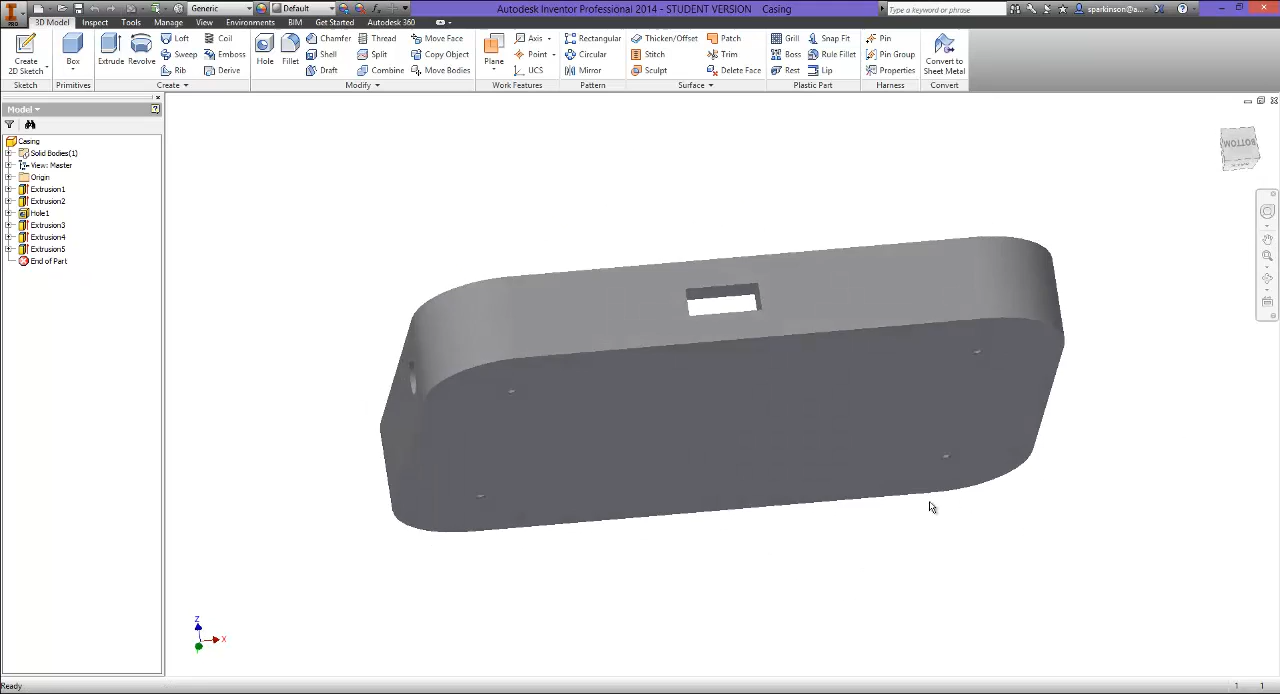 Generic
Default
Autodesk Inventor Professional 2014 - STUDENT VERSION Casing
Type a keyword or phrase
sparkinson@a...
PRO
3D Model Inspect Tools Manage View Environments BIM Get Started Autodesk 360
Create 2D Sketch
Box
Extrude
Revolve
Loft
Sweep
Rib
Coil
Emboss
Derive
Hole
Fillet
Chamfer
Shell
Draft
Thread
Split
Combine
Move Face
Copy Object
Move Bodies
Plane
Axis
Point
UCS
Rectangular
Circular
Mirror
Thicken/Offset
Stitch
Sculpt
Patch
Trim
Delete Face
Grill
Boss
Rest
Snap Fit
Rule Fillet
Lip
Pin
Pin Group
Properties
Convert to Sheet Metal
Sketch Primitives Create Modify Work Features Pattern Surface Plastic Part Harness Convert
Model
Casing
Solid Bodies(1)
View: Master
Origin
Extrusion1
Extrusion2
Hole1
Extrusion3
Extrusion4
Extrusion5
End of Part
BOTTOM
Z
X
Ready
1 1